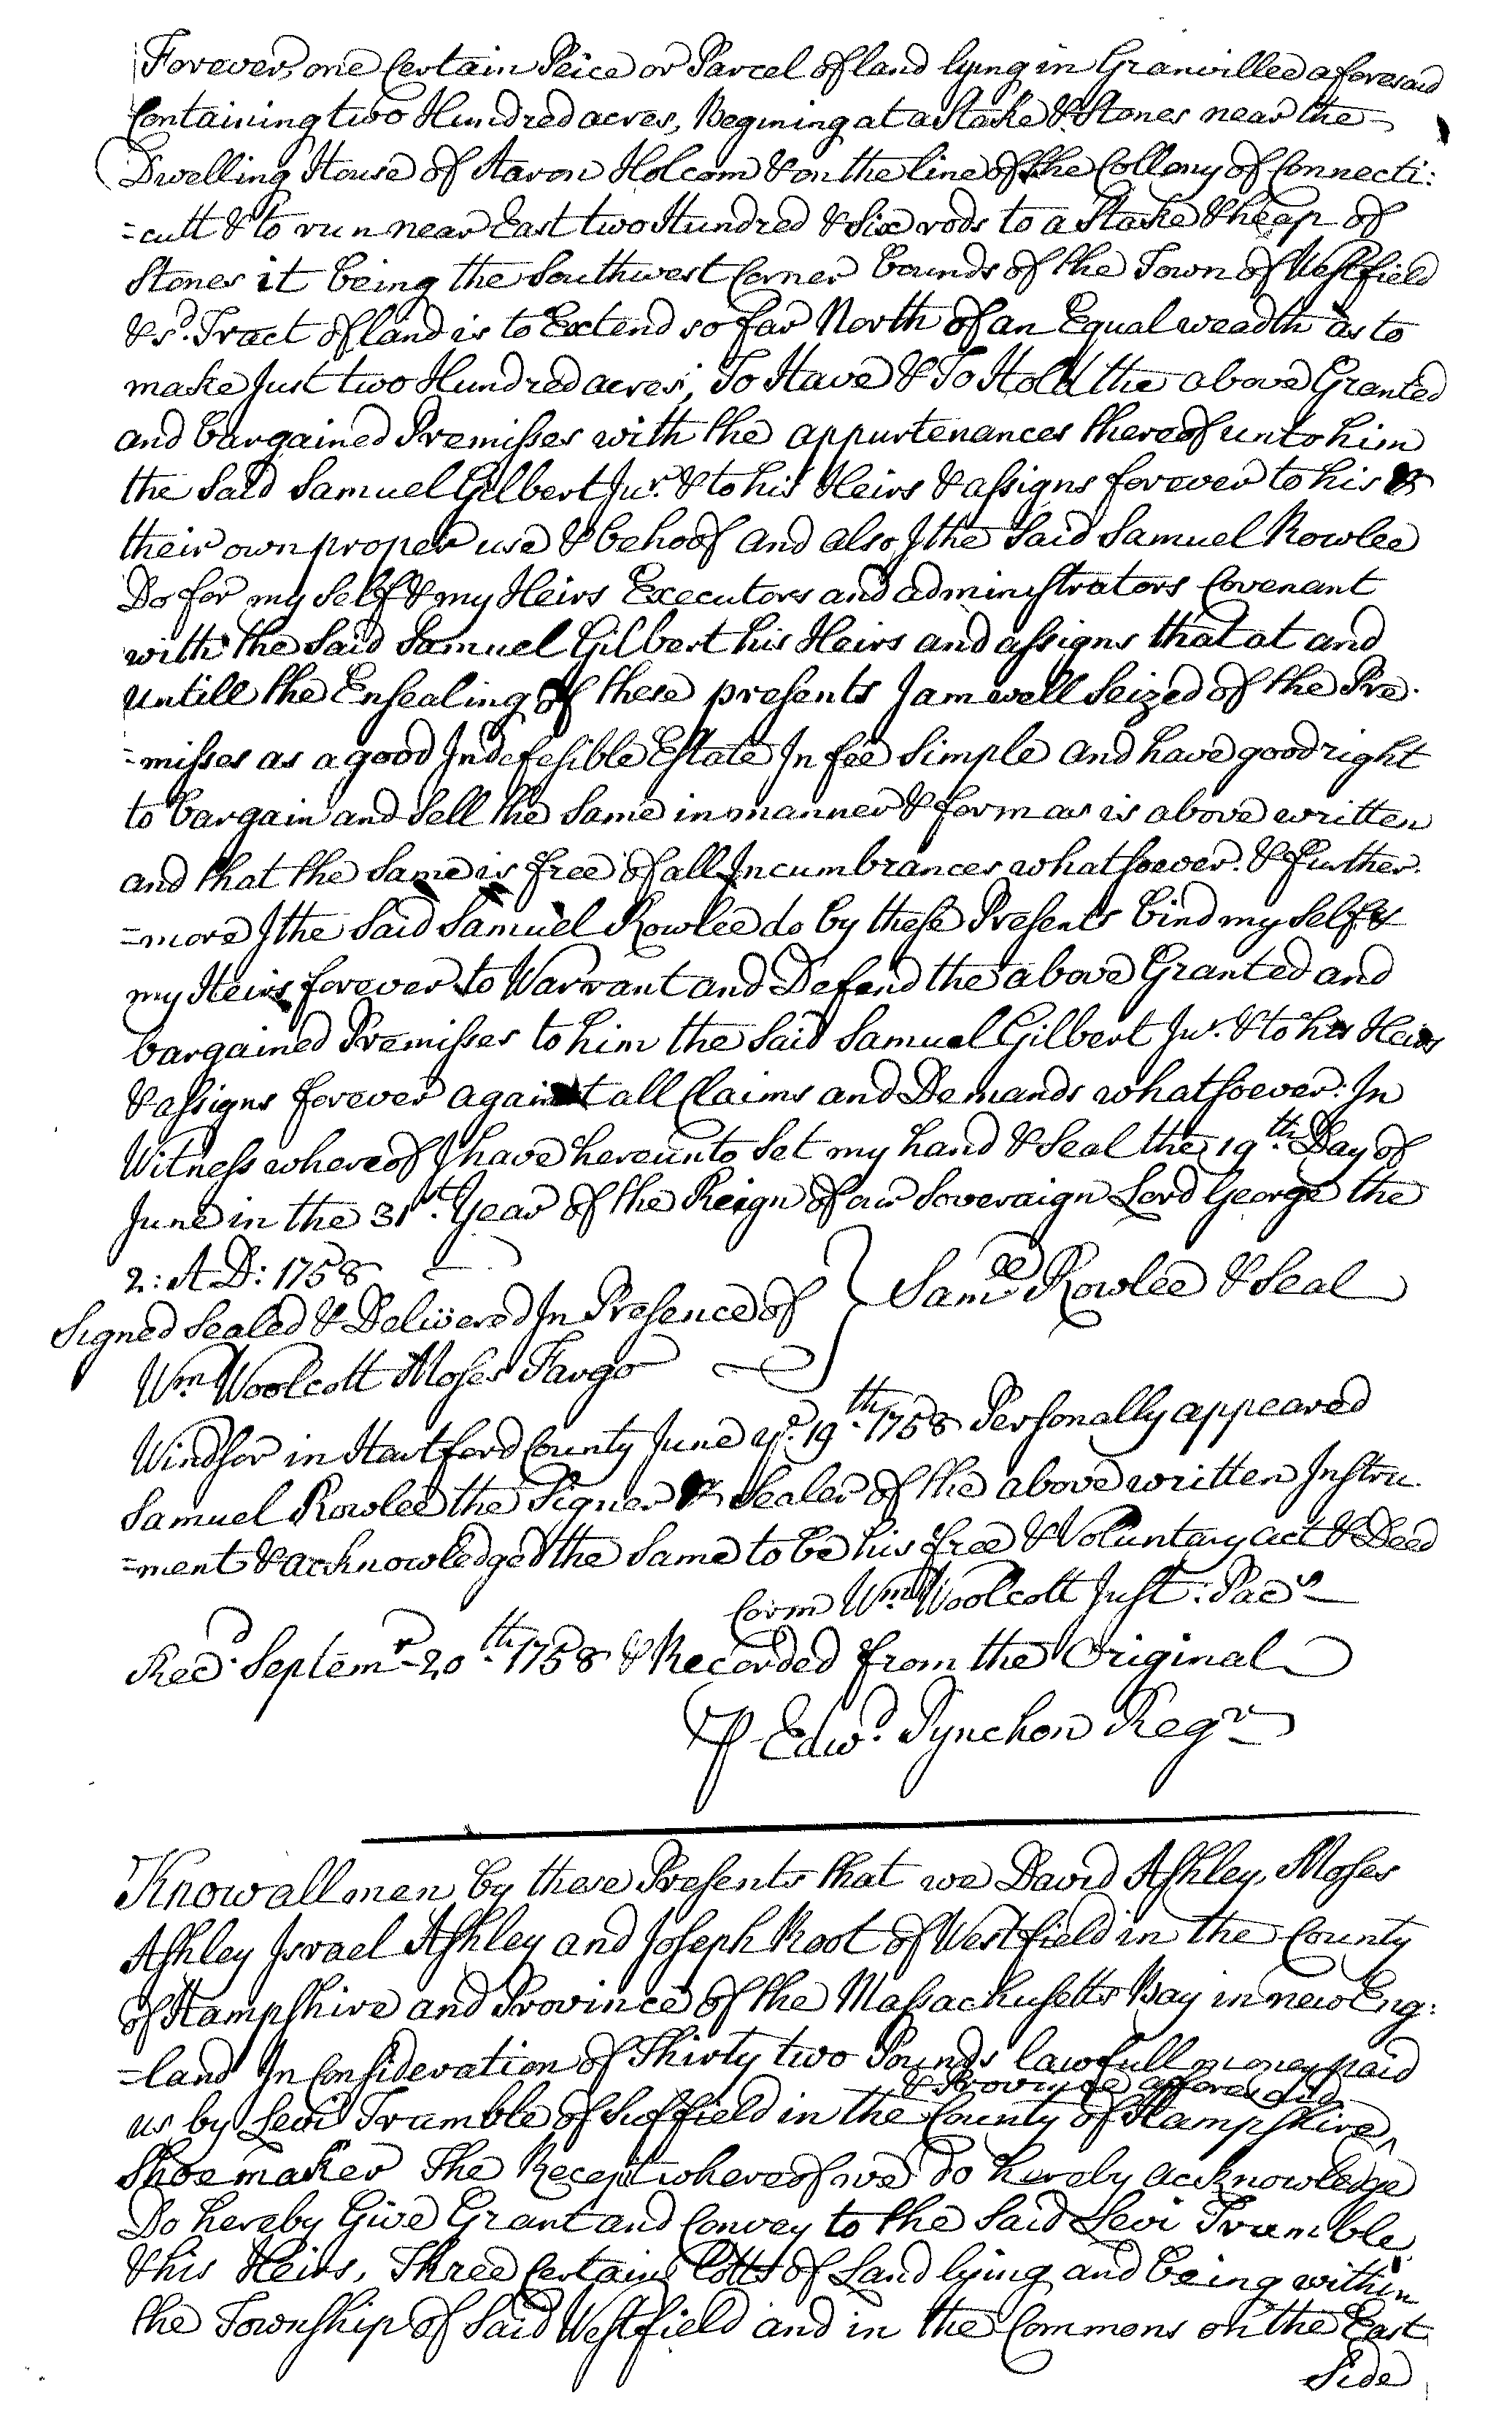 Forever, one Certain Peice or Parcel of land lying in Granvilled aforesaid
Containing two Hundred acres, Begining at a Stake & Stones near the
Dwelling House of Aaron Holcom & on the line of the Collony of Connecti:
=cutt & to run near East two Hundred & Six rods to a Stake & heap of
Stones it being the Southwest Corner bounds of the Town of Westfield
& sd. Tract of land is to Extend so far North of an Equal weadth as to
make Just two Hundred acres; To Have & To Hold the above Granted
and bargained Premisses with the appurtenances thereof unto him
the Said Samuel Gilbert Jur. & to his Heirs & assigns forever to his &
their own proper use & behoof and also I the Said Samuel Rowlee
Do for my Self & my Heirs Executors and administrators Covenant
with the Said Samuel Gilbert his Heirs and assigns that at and
untill the Ensealing of these presents I am well Seized of the Pre-
=misses as a good Indefesible Estate In fee Simple and have good right
to bargain and Sell the Same in manner & form as is above written
and that the Same is free of all Incumbrances whatsoever. & Further-
=more I the Said Samuel Rowlee do by these Presents bind my Self &
my Heirs forever to Warrant and Defend the above Granted and
bargained Premisses to him the Said Samuel Gilbert Jur. & to his Heirs
& assigns forever against all Claims and Demands whatsoever: In
Witness whereof I have hereunto Set my hand & Seal the 19th. Day of
June in the 31st. Year of the Reign of our Soveraign Lord George the
2: A D: 1758
Signed Sealed & Delivered In Presence of } Samll Rowlee & Seal
Wm Woolcott Moses Fargo
Windsor in Hartford County June ye. 19th. 1758 Personally appeared
Samuel Rowlee the Signer & Sealer of the above written Instru-
=ment & acknowledged the Same to be his free & Voluntary act & Deed
Corm Wm Woolcott Just: Pacs
Recd. Septemr. 20th. 1758 & Recorded from the Original
P Edwd. Pynchon Regr
Know all men by these Presents that we David Ashley, Moses
Ashley Israel Ashley and Joseph Root of Westfield in the County
of Hampshire and Province of the Massachusetts Bay in new Eng:
=land In Consideration of Thirty two Pounds lawfull money paid
& Province afforesaid
us by Levi Trumble of Suffield in the County of Hampshire^
Shoemaker The Receipt whereof we do hereby acknowledge
Do hereby Give Grant and Convey to the Said Levi Trumble
& his Heirs, Three Certain Lotts of Land lying and being within
the Township of Said Westfield and in the Commons on the East
Side